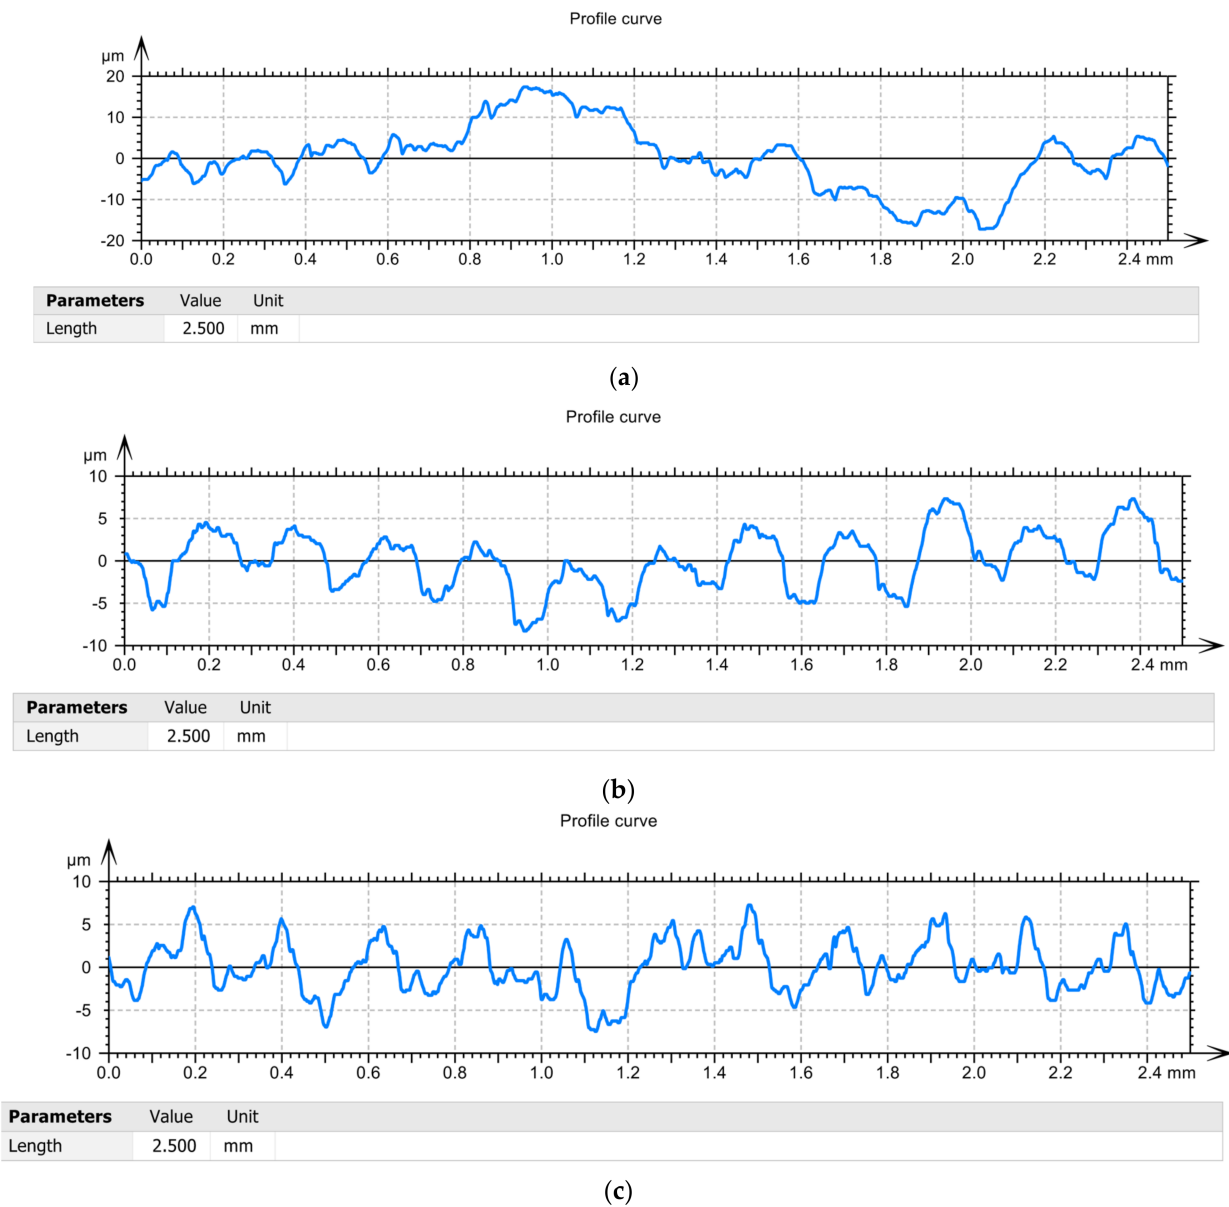 Profile curve
µm
20
10
0
-10
-20
0.0 0.2 0.4 0.6 0.8 1.0 1.2 1.4 1.6 1.8 2.0 2.2 2.4 mm
Parameters Value Unit
Length 2.500 mm
(a)
Profile curve
µm
10
5
0
-5
-10
0.0 0.2 0.4 0.6 0.8 1.0 1.2 1.4 1.6 1.8 2.0 2.2 2.4 mm
Parameters Value Unit
Length 2.500 mm
(b)
Profile curve
µm
10
5
0
-5
-10
0.0 0.2 0.4 0.6 0.8 1.0 1.2 1.4 1.6 1.8 2.0 2.2 2.4 mm
Parameters Value Unit
Length 2.500 mm
(c)